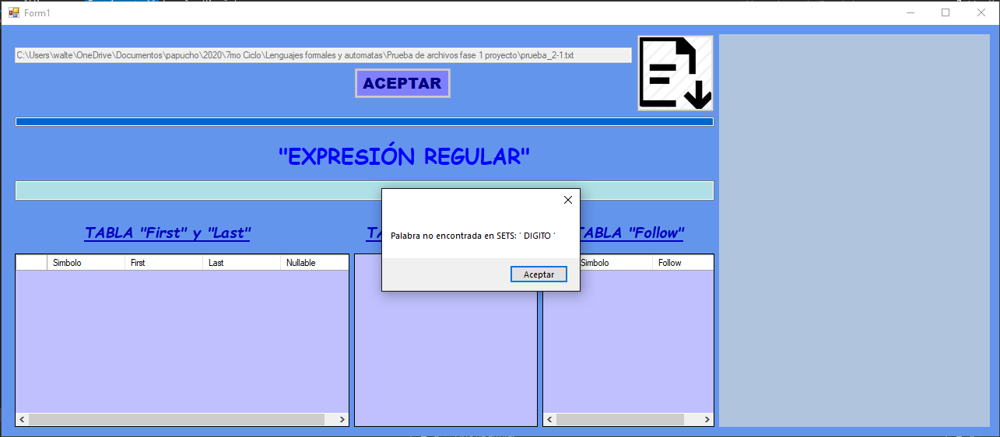 Form1
C:\Users\walte\OneDrive\Documentos\papucho\2020\7mo Ciclo\Lenguajes formales y automatas\Prueba de archivos fase 1 proyecto\prueba_2-1.txt
ACEPTAR
"EXPRESIÓN REGULAR"
Palabra no encontrada en SETS: ' DIGITO '
Aceptar
TABLA "First" y "Last"
TABLA "Follow"
Simbolo First Last Nullable
Simbolo Follow